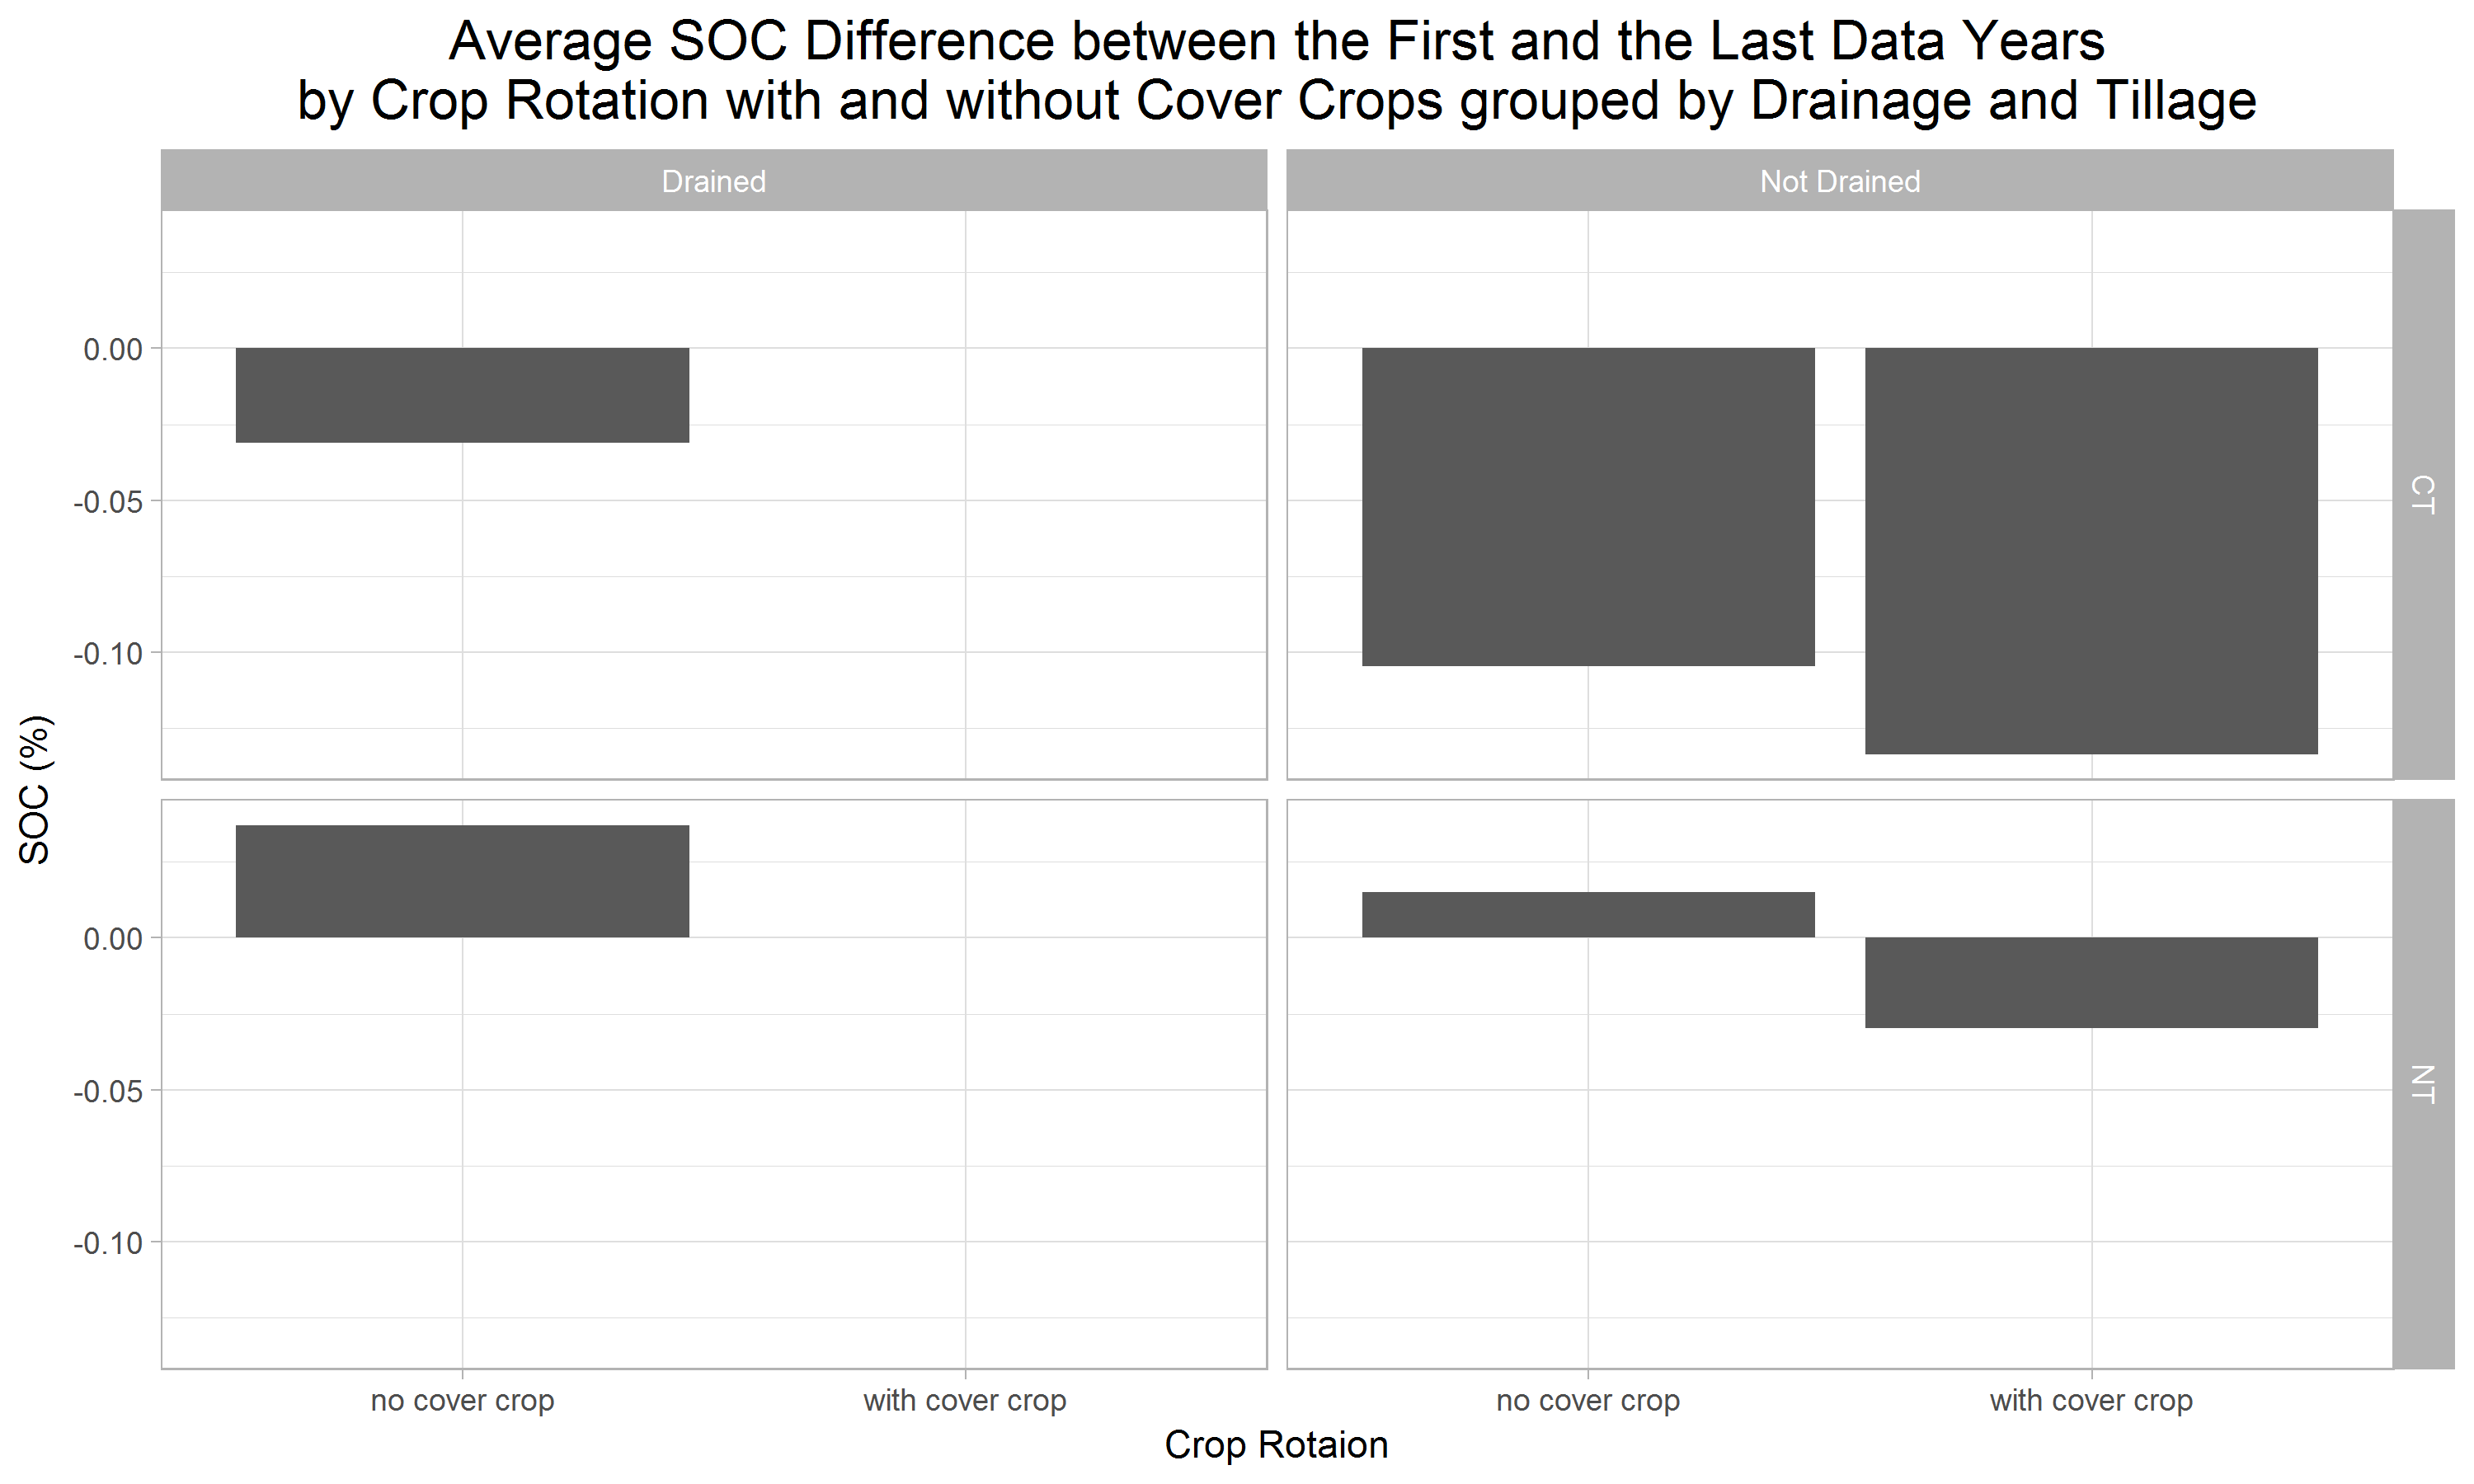 Average SOC Difference between the First and the Last Data Years
by Crop Rotation with and without Cover Crops grouped by Drainage and Tillage
Drained
Not Drained
0.00
-0.05
-0.10
CT
SOC (%)
0.00
-0.05
-0.10
NT
no cover crop
with cover crop
no cover crop
with cover crop
Crop Rotaion